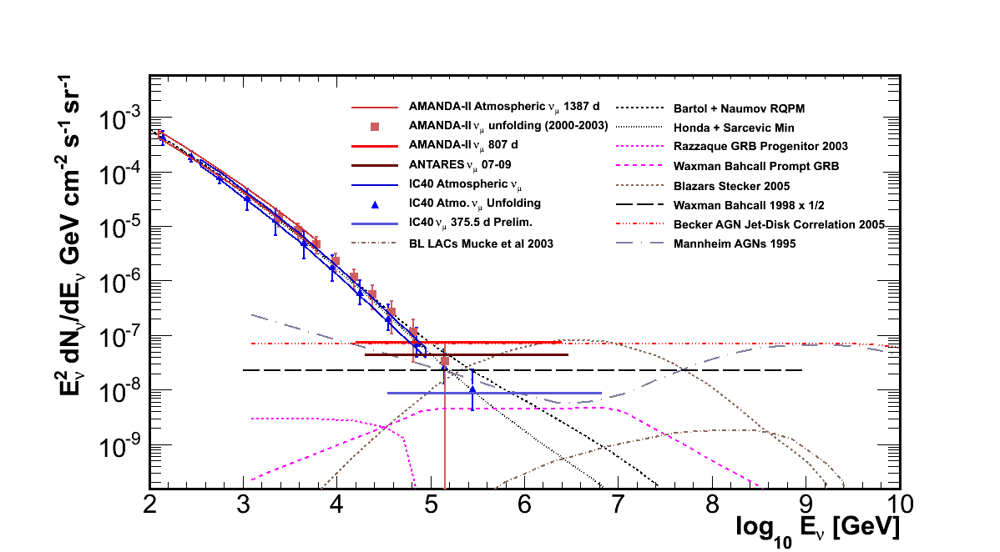 E²ν dNν/dEν GeV cm⁻² s⁻¹ sr⁻¹
10⁻³
10⁻⁴
10⁻⁵
10⁻⁶
10⁻⁷
10⁻⁸
10⁻⁹
AMANDA-II Atmospheric νμ 1387 d
AMANDA-II νμ unfolding (2000-2003)
AMANDA-II νμ 807 d
ANTARES νμ 07-09
IC40 Atmospheric νμ
IC40 Atmo. νμ Unfolding
IC40 νμ 375.5 d Prelim.
BL LACs Mucke et al 2003
Bartol + Naumov RQPM
Honda + Sarcevic Min
Razzaque GRB Progenitor 2003
Waxman Bahcall Prompt GRB
Blazars Stecker 2005
Waxman Bahcall 1998 x 1/2
Becker AGN Jet-Disk Correlation 2005
Mannheim AGNs 1995
2 3 4 5 6 7 8 9 10
log₁₀ Eν [GeV]